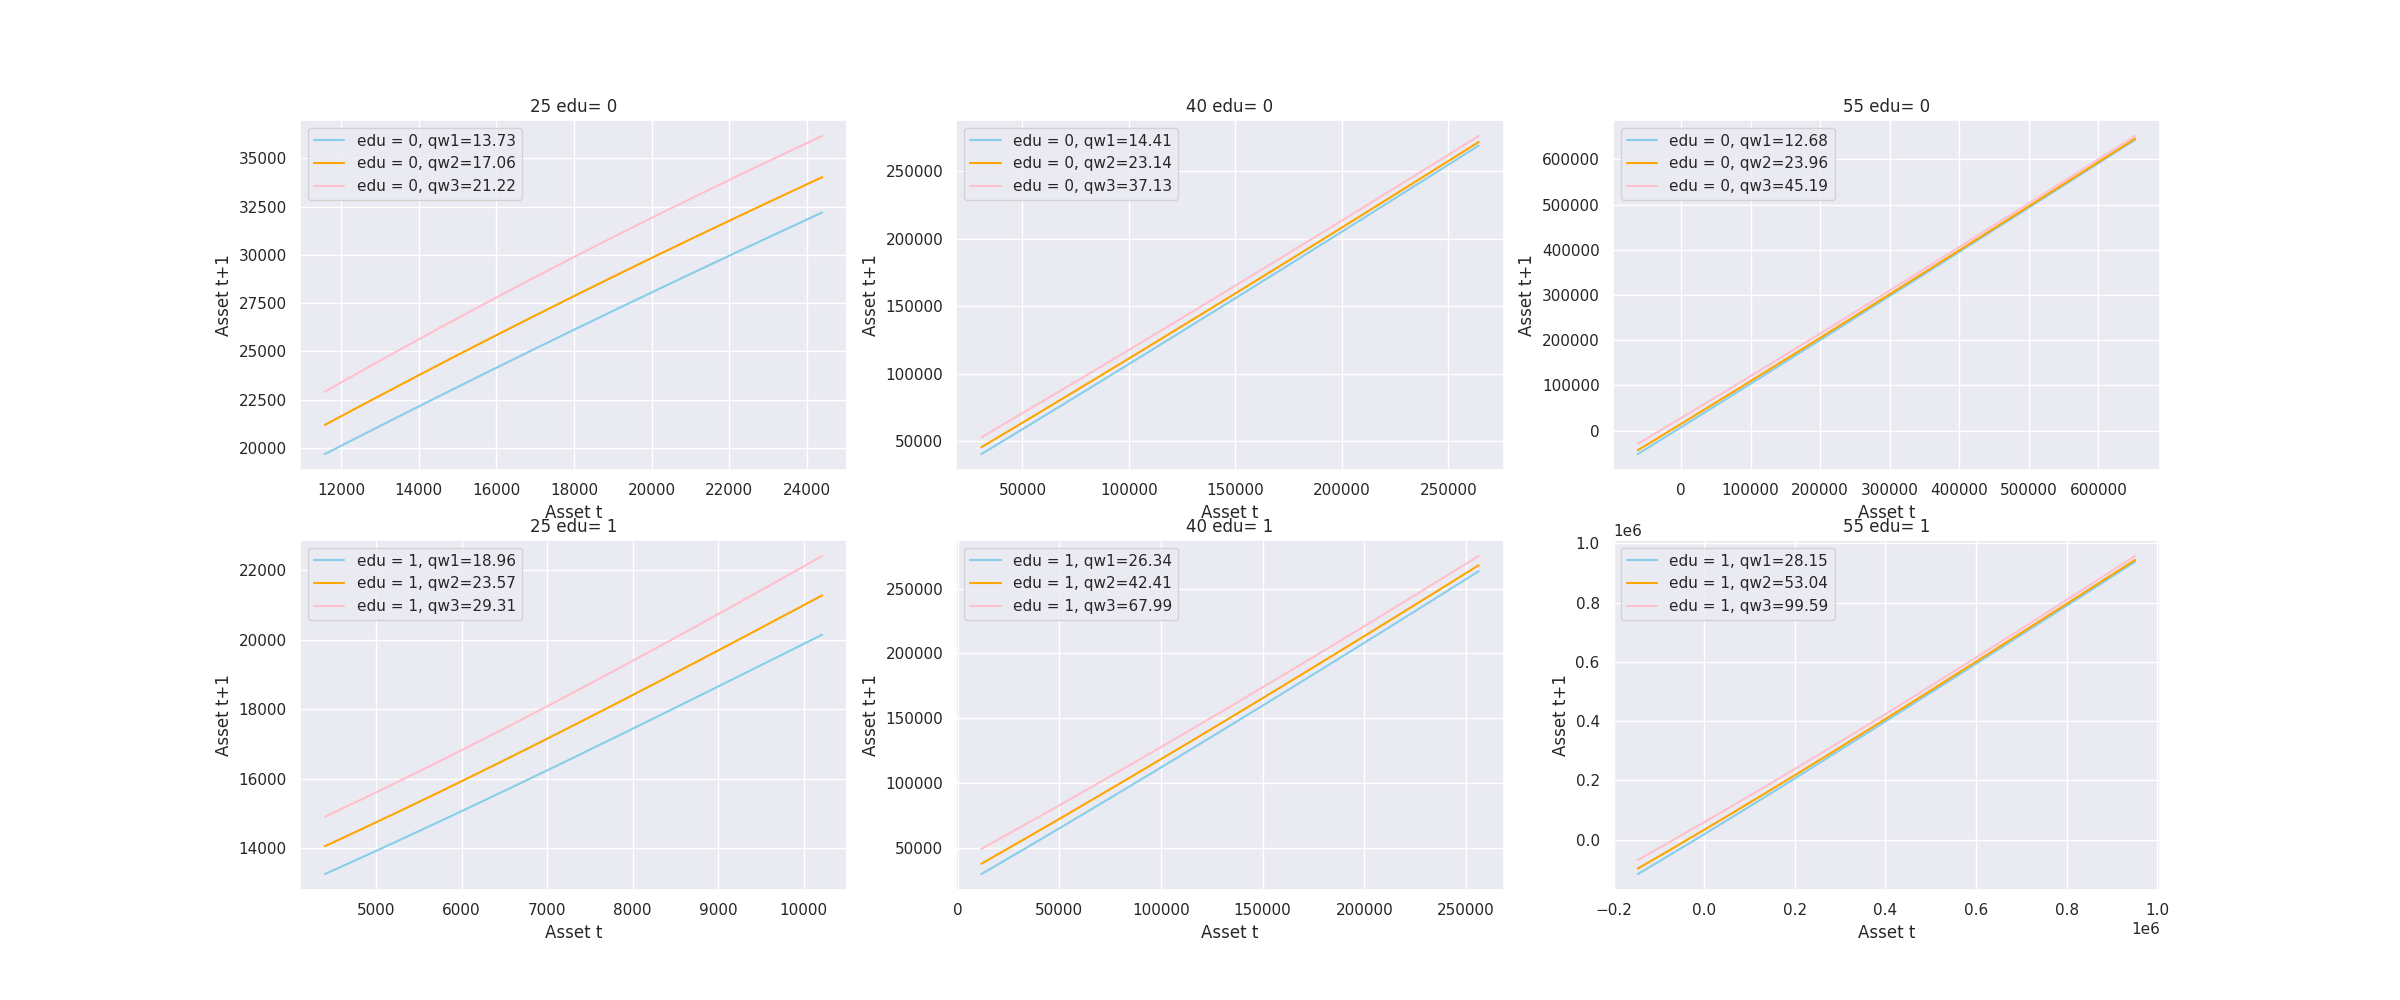 25 edu= 0
edu = 0, qw1=13.73
edu = 0, qw2=17.06
edu = 0, qw3=21.22
Asset t+1
35000
32500
30000
27500
25000
22500
20000
12000 14000 16000 18000 20000 22000 24000
Asset t
40 edu= 0
edu = 0, qw1=14.41
edu = 0, qw2=23.14
edu = 0, qw3=37.13
Asset t+1
250000
200000
150000
100000
50000
50000 100000 150000 200000 250000
Asset t
55 edu= 0
edu = 0, qw1=12.68
edu = 0, qw2=23.96
edu = 0, qw3=45.19
Asset t+1
600000
500000
400000
300000
200000
100000
0
0 100000 200000 300000 400000 500000 600000
Asset t
25 edu= 1
edu = 1, qw1=18.96
edu = 1, qw2=23.57
edu = 1, qw3=29.31
Asset t+1
22000
20000
18000
16000
14000
5000 6000 7000 8000 9000 10000
Asset t
40 edu= 1
edu = 1, qw1=26.34
edu = 1, qw2=42.41
edu = 1, qw3=67.99
Asset t+1
250000
200000
150000
100000
50000
0 50000 100000 150000 200000 250000
Asset t
55 edu= 1
1e6
edu = 1, qw1=28.15
edu = 1, qw2=53.04
edu = 1, qw3=99.59
Asset t+1
1.0
0.8
0.6
0.4
0.2
0.0
−0.2 0.0 0.2 0.4 0.6 0.8 1.0
1e6
Asset t